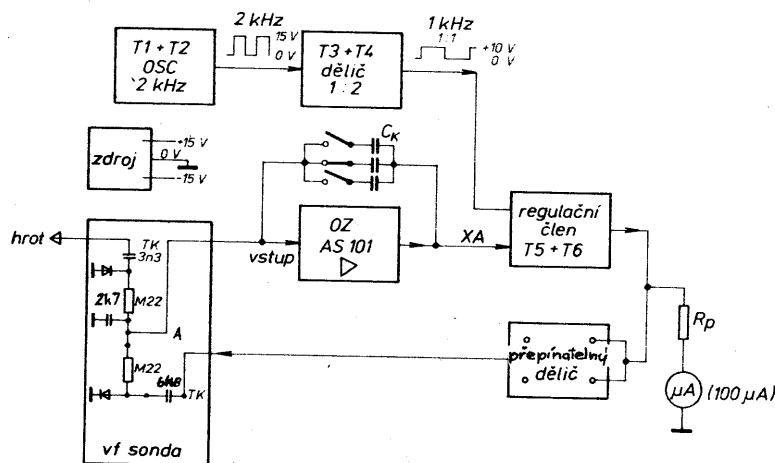 T1 + T2
OSC
2 kHz
2 kHz
15 V
0 V
T3 + T4
dělič
1 : 2
1 kHz
1:1
+10 V
0 V
zdroj
+15 V
0 V
-15 V
CK
hrot
TK
3n3
M22
2k7
A
M22
6k8
TK
vf sonda
vstup
OZ
AS 101
XA
regulační
člen
T5 + T6
přepínatelný
dělič
Rp
μA
(100 μA)